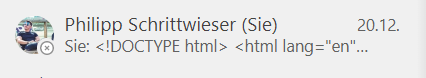 Philipp Schrittwieser (Sie) 20.12.
Sie: <!DOCTYPE html> <html lang="en"...